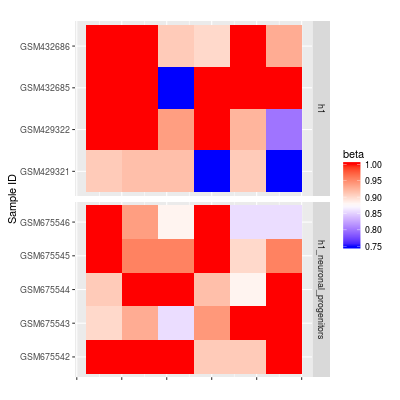 GSM432686
GSM432685
GSM429322
GSM429321
h1
GSM675546
GSM675545
GSM675544
GSM675543
GSM675542
h1_neuronal_progenitors
Sample ID
beta
1.00
0.95
0.90
0.85
0.80
0.75